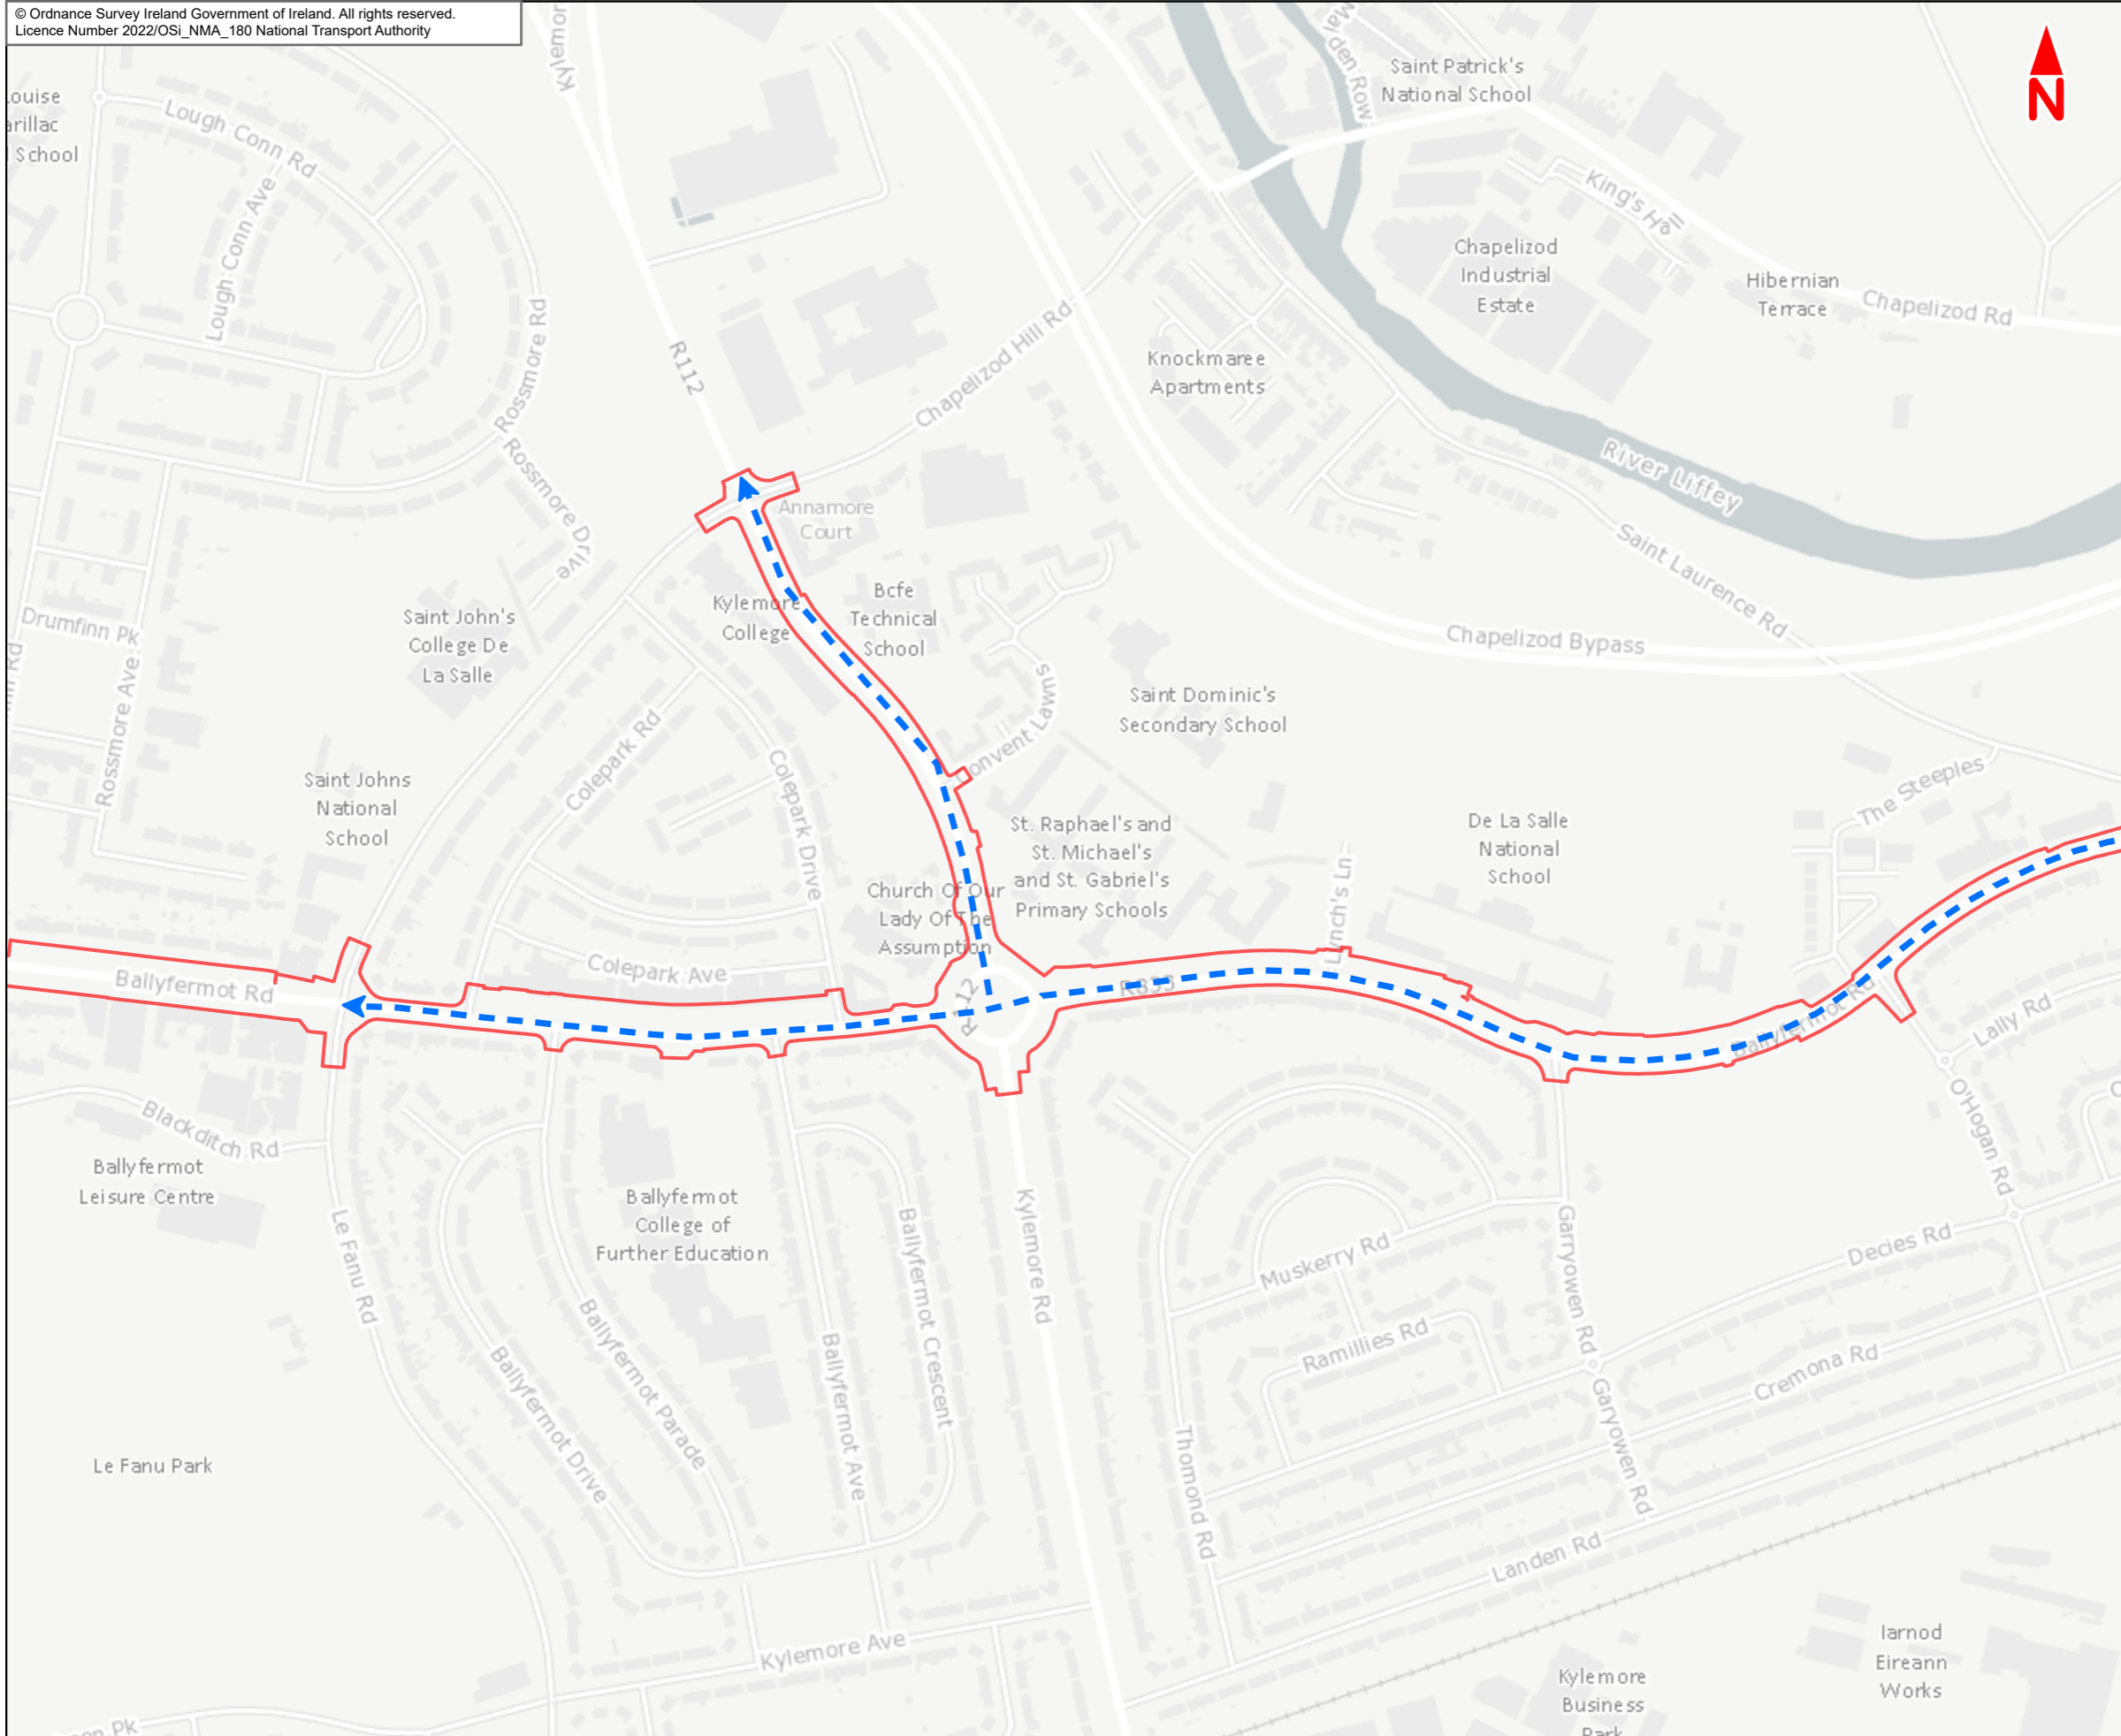 © Ordnance Survey Ireland Government of Ireland. All rights reserved.
Licence Number 2022/OSi_NMA_180 National Transport Authority
N
Saint Patrick's
National School
King's Hall
Chapelizod
Industrial
Estate
Hibernian
Terrace
Chapelizod Rd
Lough Conn Rd
Lough Conn Ave
School
Rossmore Rd
Rossmore Drive
R112
Chapelizod Hill Rd
Knockmaree
Apartments
River Liffey
Saint Laurence Rd
Chapelizod Bypass
Annamore
Court
Kylemore
College
Bcfe
Technical
School
Saint John's
College De
La Salle
Drumfinn Pk
Rossmore Ave
Saint Dominic's
Secondary School
Convent Lawns
Colepark Rd
Colepark Drive
Saint Johns
National
School
St. Raphael's and
St. Michael's
and St. Gabriel's
Primary Schools
De La Salle
National
School
The Steeples
Lynch's Ln
Church Of Our
Lady Of The
Assumption
Colepark Ave
Ballyfermot Rd
R112
R833
Ballyfermot Rd
Lally Rd
O'Hogan Rd
Blackditch Rd
Ballyfermot
Leisure Centre
Le Fanu Rd
Ballyfermot
College of
Further Education
Ballyfermot Crescent
Kylemore Rd
Muskerry Rd
Garryowen Rd
Decies Rd
Ramillies Rd
Cremona Rd
Ballyfermot Drive
Ballyfermot Parade
Ballyfermot Ave
Thomond Rd
Garyowen Rd
Le Fanu Park
Landen Rd
Kylemore Ave
Kylemore
Business
Park
Iarnod
Eireann
Works